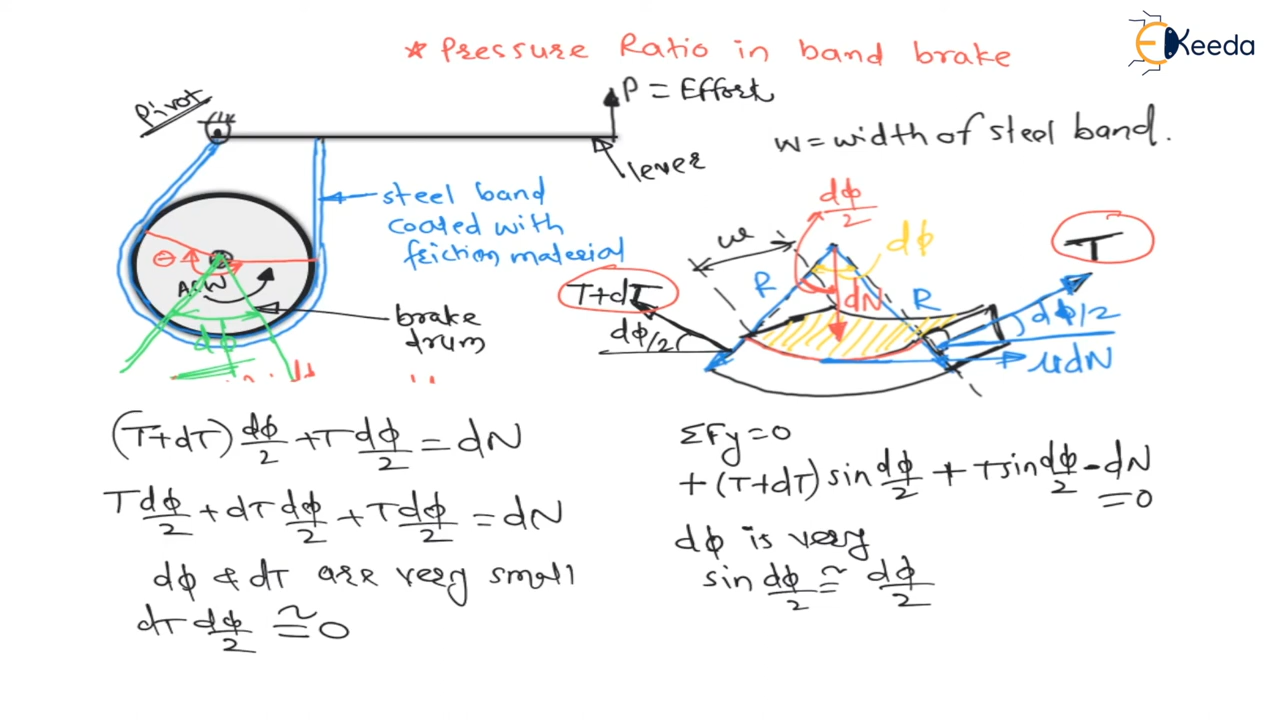 * Pressure Ratio in band brake
EKeeda
Pivot
P = Effort
lever
w = width of steel band.
steel band
coated with
friction material
θ
ACW
dφ
brake
drum
dφ/2
w
dφ
R
R
dN
T+dT
dφ/2
T
dφ/2
μdN
(T+dT) dφ/2 + T dφ/2 = dN
T dφ/2 + dT dφ/2 + T dφ/2 = dN
dφ & dT are very small
dT dφ/2 ≅ 0
ΣFy = 0
+ (T+dT) sin dφ/2 + T sin dφ/2 - dN
= 0
dφ is very
sin dφ/2 ≅ dφ/2